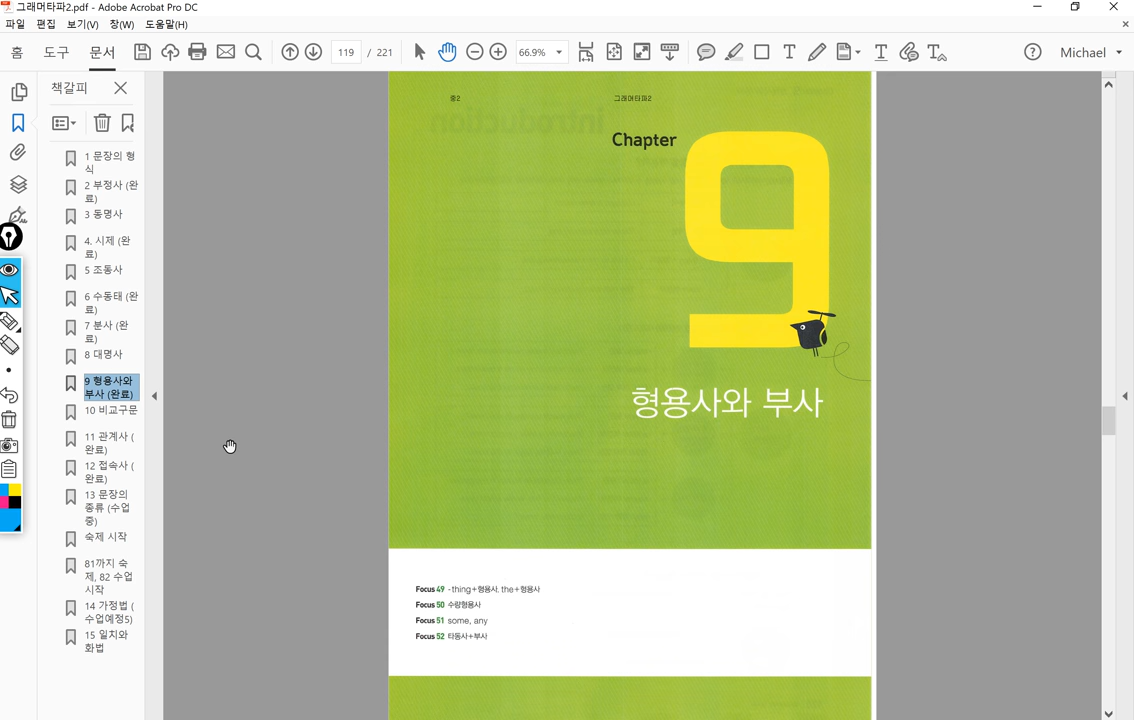 그래머타파2.pdf - Adobe Acrobat Pro DC
파일 편집 보기(V) 창(W) 도움말(H)
홈 도구 문서 119 / 221 66.9% Michael
책갈피
1 문장의 형
식
2 부정사 (완
료)
3 동명사
4. 시제 (완
료)
5 조동사
6 수동태 (완
료)
7 분사 (완
료)
8 대명사
9 형용사와
부사 (완료)
10 비교구문
11 관계사 (
완료)
12 접속사 (
완료)
13 문장의
종류 (수업
중)
숙제 시작
81까지 숙
제, 82 수업
시작
14 가정법 (
수업예정5)
15 일치와
화법
중2 그래머타파2
Chapter
9
형용사와 부사
Focus 49 -thing+형용사, the+형용사
Focus 50 수량형용사
Focus 51 some, any
Focus 52 타동사+부사